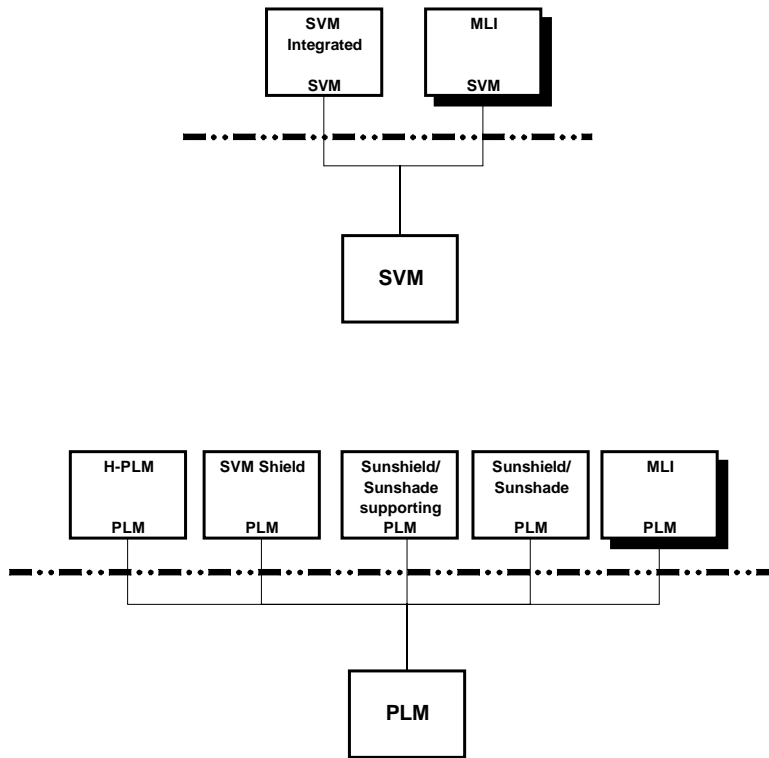 SVM
Integrated
SVM
MLI
SVM
SVM
H-PLM
PLM
SVM Shield
PLM
Sunshield/
Sunshade
supporting
PLM
Sunshield/
Sunshade
PLM
MLI
PLM
PLM